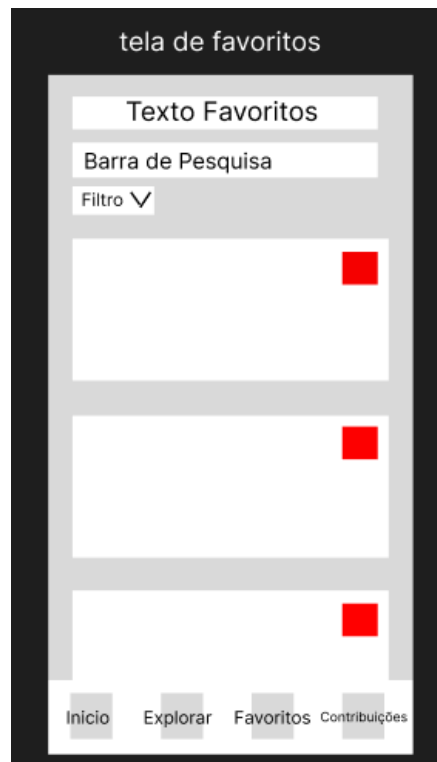 tela de favoritos
Texto Favoritos
Barra de Pesquisa
Filtro
Inicio Explorar Favoritos Contribuições